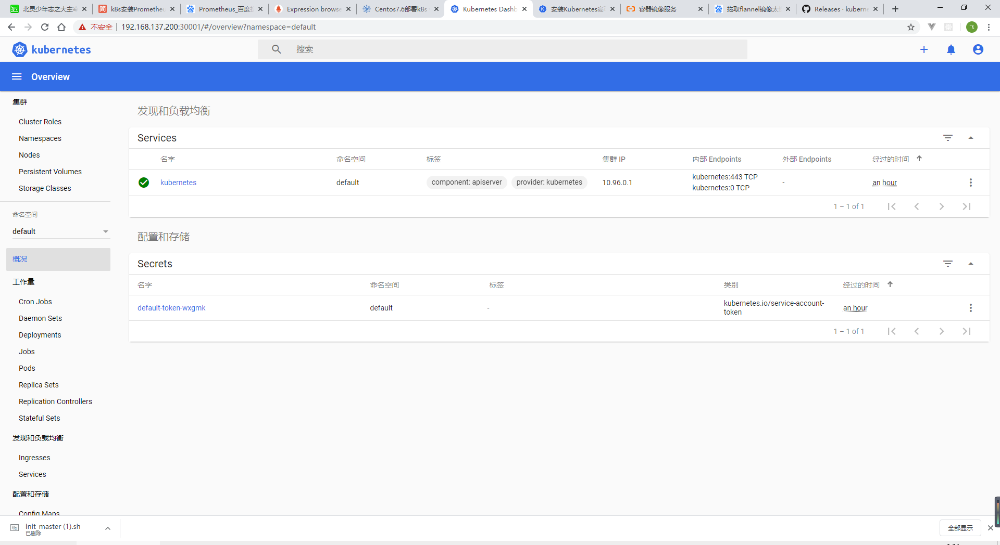 北灵少年志之大主宰
k8s安装Prometheu
Prometheus_百度搜
Expression browse
Centos7.6部署k8s
Kubernetes Dashb
安装Kubernetes高可
容器镜像服务
拖取flannel镜像太慢
Releases · kuberne
不安全
192.168.137.200:30001/#/overview?namespace=default
kubernetes
搜索
Overview
集群
Cluster Roles
Namespaces
Nodes
Persistent Volumes
Storage Classes
命名空间
default
概况
工作量
Cron Jobs
Daemon Sets
Deployments
Jobs
Pods
Replica Sets
Replication Controllers
Stateful Sets
发现和负载均衡
Ingresses
Services
配置和存储
Config Maps
发现和负载均衡
Services
名字 命名空间 标签 集群 IP 内部 Endpoints 外部 Endpoints 经过的时间
kubernetes default component: apiserver provider: kubernetes 10.96.0.1 kubernetes:443 TCP - an hour
kubernetes:0 TCP
1 – 1 of 1
配置和存储
Secrets
名字 命名空间 标签 类别 经过的时间
default-token-wxgmk default - kubernetes.io/service-account- an hour
token
1 – 1 of 1
init_master (1).sh
已删除
全部显示